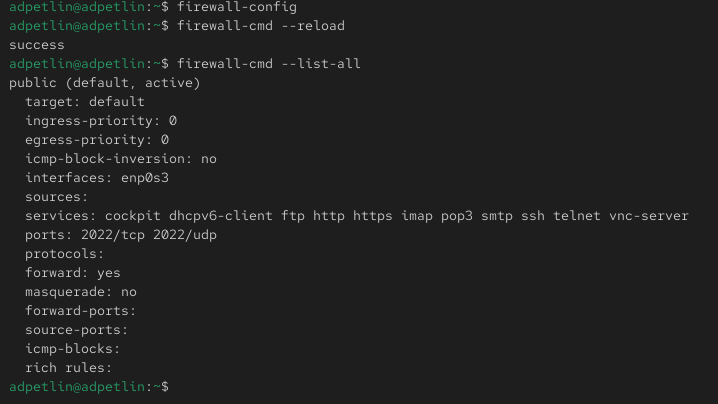 adpetlin@adpetlin:~$ firewall-config
adpetlin@adpetlin:~$ firewall-cmd --reload
success
adpetlin@adpetlin:~$ firewall-cmd --list-all
public (default, active)
  target: default
  ingress-priority: 0
  egress-priority: 0
  icmp-block-inversion: no
  interfaces: enp0s3
  sources:
  services: cockpit dhcpv6-client ftp http https imap pop3 smtp ssh telnet vnc-server
  ports: 2022/tcp 2022/udp
  protocols:
  forward: yes
  masquerade: no
  forward-ports:
  source-ports:
  icmp-blocks:
  rich rules:
adpetlin@adpetlin:~$